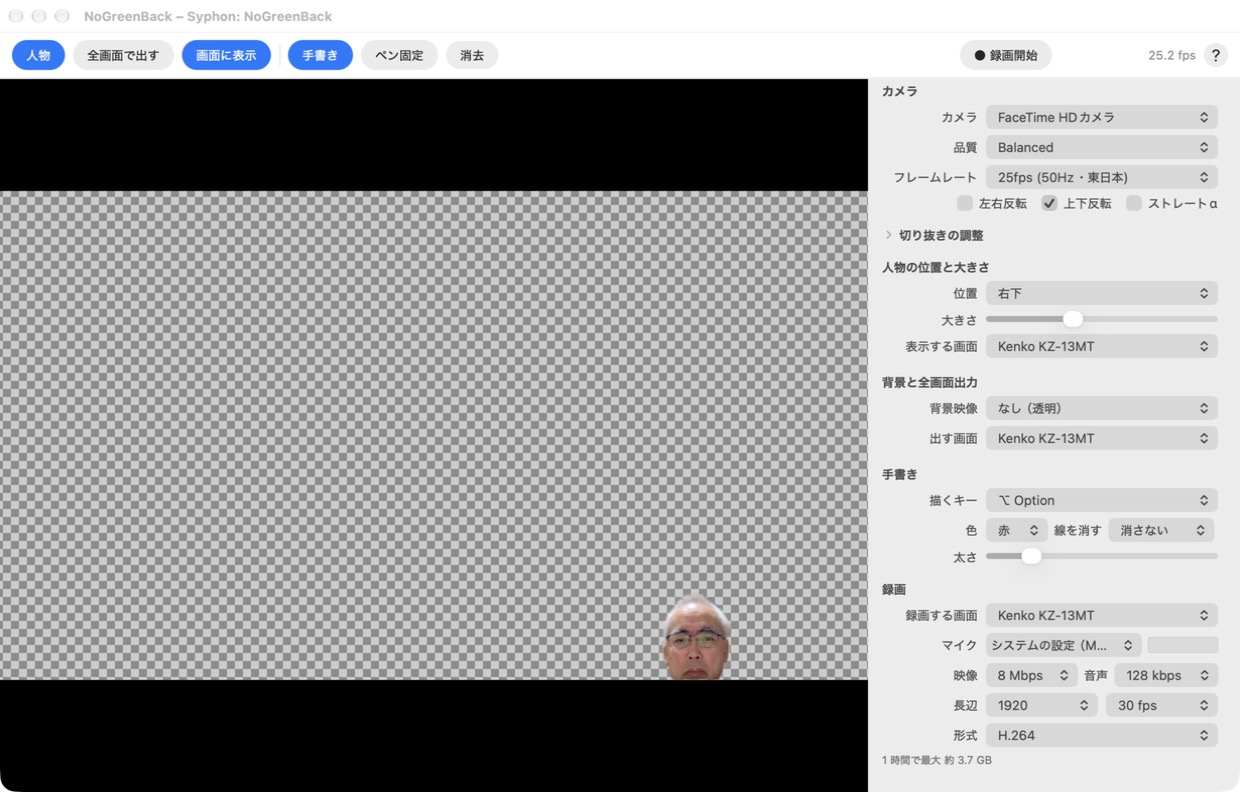 NoGreenBack – Syphon: NoGreenBack
人物 全画面で出す 画面に表示 手書き ペン固定 消去 録画開始 25.2 fps ?
カメラ
カメラ FaceTime HDカメラ
品質 Balanced
フレームレート 25fps (50Hz・東日本)
左右反転 上下反転 ストレートα
切り抜きの調整
人物の位置と大きさ
位置 右下
大きさ
表示する画面 Kenko KZ-13MT
背景と全画面出力
背景映像 なし（透明）
出す画面 Kenko KZ-13MT
手書き
描くキー ⌥ Option
色 赤 線を消す 消さない
太さ
録画
録画する画面 Kenko KZ-13MT
マイク システムの設定（M...
映像 8 Mbps 音声 128 kbps
長辺 1920 30 fps
形式 H.264
1 時間で最大 約 3.7 GB